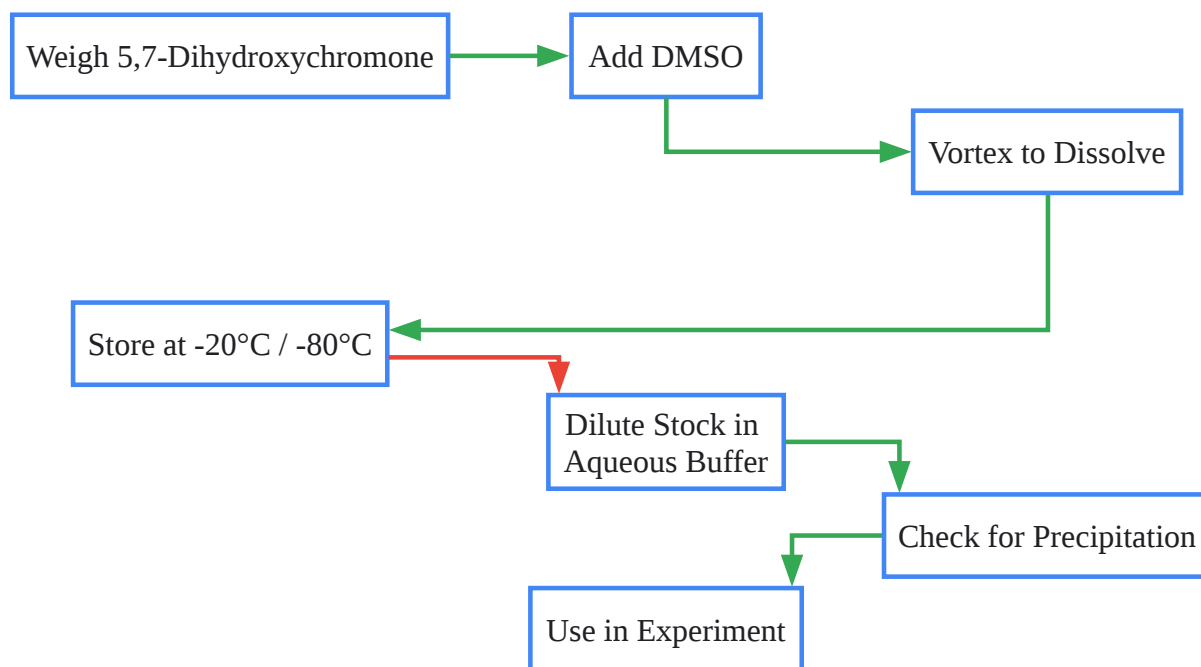 Weigh 5,7-Dihydroxychromone
Add DMSO
Vortex to Dissolve
Store at -20°C / -80°C
Dilute Stock in
Aqueous Buffer
Check for Precipitation
Use in Experiment